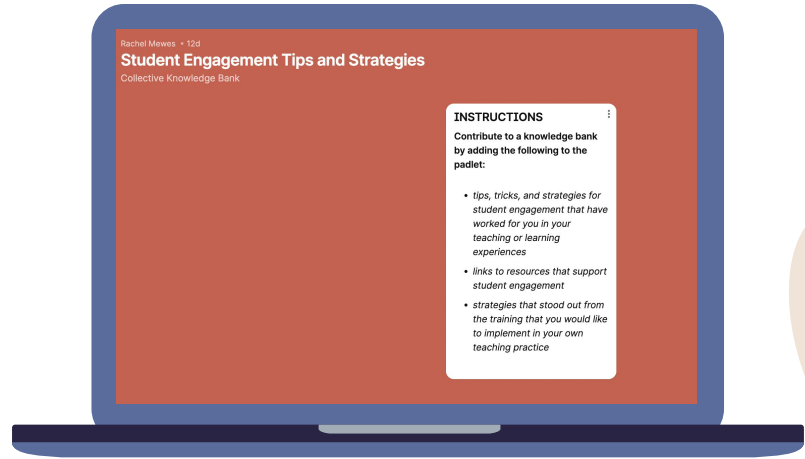 Rachel Mewes • 12d
Student Engagement Tips and Strategies
Collective Knowledge Bank
INSTRUCTIONS
Contribute to a knowledge bank
by adding the following to the
padlet:
• tips, tricks, and strategies for
student engagement that have
worked for you in your
teaching or learning
experiences
• links to resources that support
student engagement
• strategies that stood out from
the training that you would like
to implement in your own
teaching practice